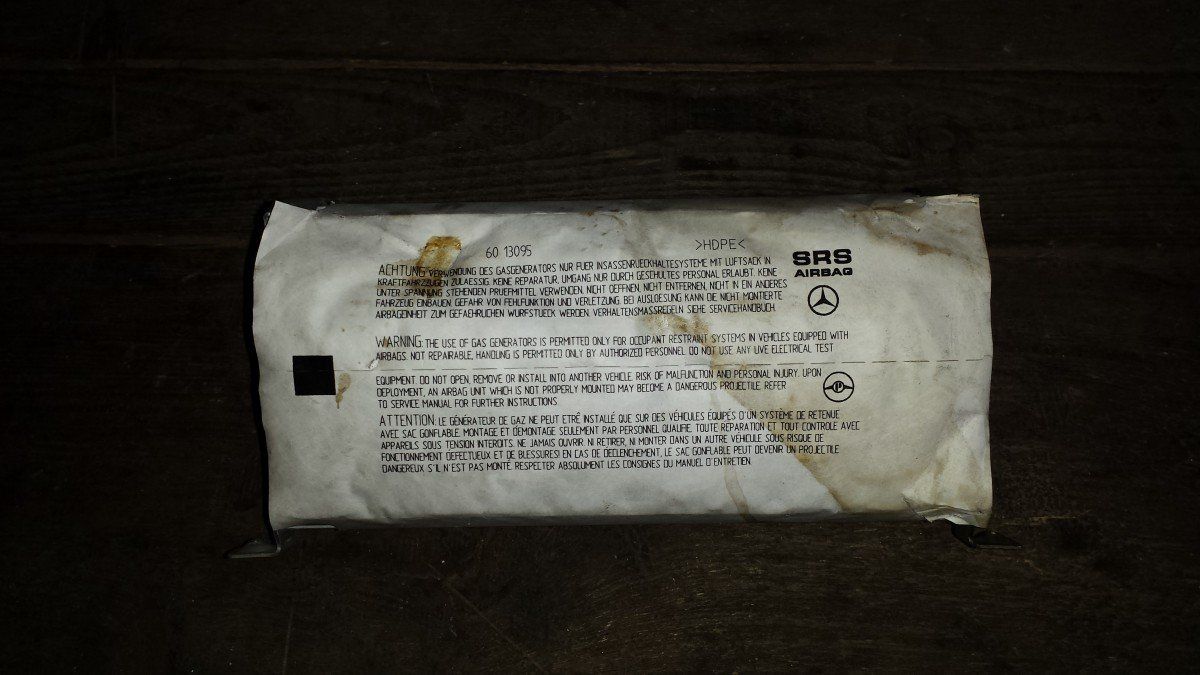 60 13095 >HDPE<
SRS
AIRBAG
ACHTUNG: VERWENDUNG DES GASGENERATORS NUR FUER INSASSENRUECKHALTESYSTEME MIT LUFTSACK IN
KRAFTFAHRZEUGEN ZULAESSIG. KEINE REPARATUR. UMGANG NUR DURCH GESCHULTES PERSONAL ERLAUBT. KEINE
UNTER SPANNUNG STEHENDEN PRUEFMITTEL VERWENDEN. NICHT OEFFNEN. NICHT ENTFERNEN. NICHT IN EIN ANDERES
FAHRZEUG EINBAUEN. GEFAHR VON FEHLFUNKTION UND VERLETZUNG. BEI AUSLOESUNG KANN DIE NICHT MONTIERTE
AIRBAGEINHEIT ZUM GEFAEHRLICHEN WURFSTUECK WERDEN. VERHALTENSMASSREGELN SIEHE SERVICEHANDBUCH.
WARNING: THE USE OF GAS GENERATORS IS PERMITTED ONLY FOR OCCUPANT RESTRAINT SYSTEMS IN VEHICLES EQUIPPED WITH
AIRBAGS. NOT REPAIRABLE, HANDLING IS PERMITTED ONLY BY AUTHORIZED PERSONNEL. DO NOT USE ANY LIVE ELECTRICAL TEST
EQUIPMENT. DO NOT OPEN, REMOVE OR INSTALL INTO ANOTHER VEHICLE. RISK OF MALFUNCTION AND PERSONAL INJURY. UPON
DEPLOYMENT, AN AIRBAG UNIT WHICH IS NOT PROPERLY MOUNTED MAY BECOME A DANGEROUS PROJECTILE. REFER
TO SERVICE MANUAL FOR FURTHER INSTRUCTIONS.
P
ATTENTION: LE GÉNÉRATEUR DE GAZ NE PEUT ETRÉ INSTALLÉ QUE SUR DES VÉHICULES ÉQUIPÉS D'UN SYSTÈME DE RETENUE
AVEC SAC GONFLABLE. MONTAGE ET DEMONTAGE SEULEMENT PAR PERSONNEL QUALIFIE. TOUTE REPARATION ET TOUT CONTROLE AVEC
APPAREILS SOUS TENSION INTERDITS. NE JAMAIS OUVRIR. NI RETIRER, NI MONTER DANS UN AUTRE VEHICULE SOUS RISQUE DE
FONCTIONNEMENT DEFECTUEUX ET DE BLESSURES! EN CAS DE DECLENCHEMENT, LE SAC GONFLABLE PEUT DEVENIR UN PROJECTILE
DANGEREUX S'IL N'EST PAS MONTÉ. RESPECTER ABSOLUMENT LES CONSIGNES DU MANUEL D'ENTRETIEN.